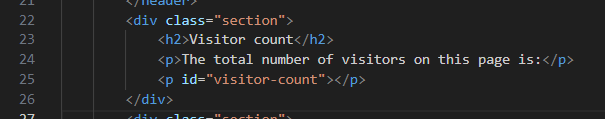 21 </header>
22 <div class="section">
23 <h2>Visitor count</h2>
24 <p>The total number of visitors on this page is:</p>
25 <p id="visitor-count"></p>
26 </div>
27 <div class="section">